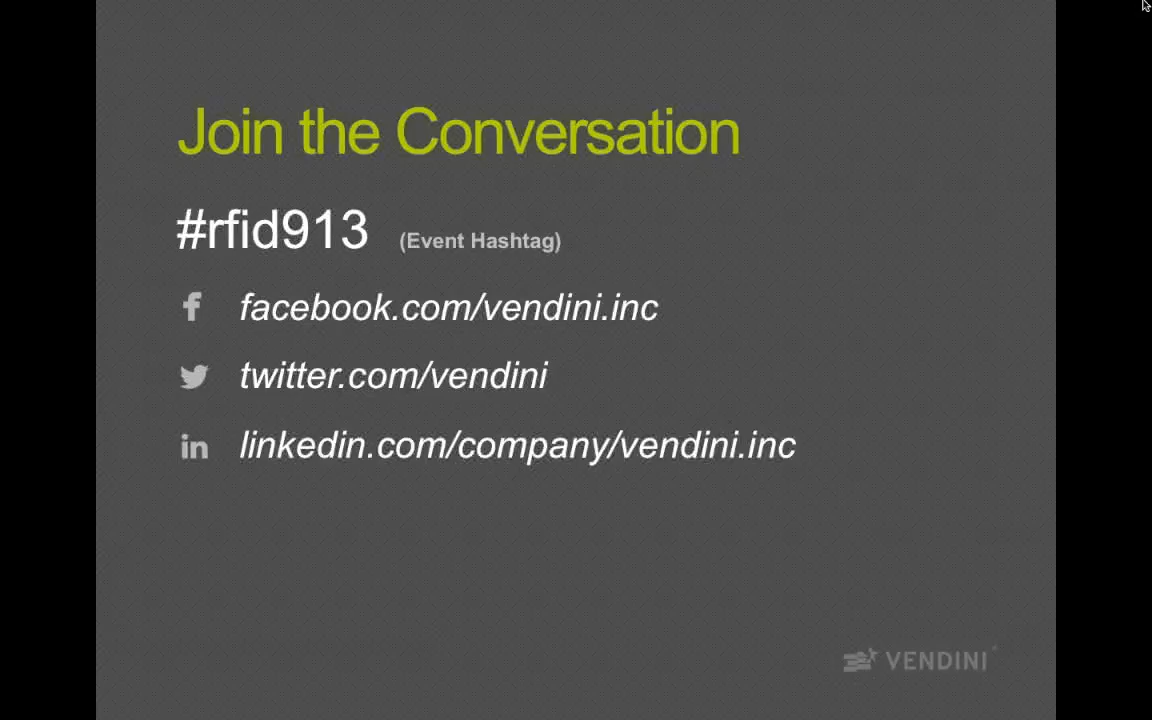 Join the Conversation
#rfid913 (Event Hashtag)
facebook.com/vendini.inc
twitter.com/vendini
linkedin.com/company/vendini.inc
VENDINI